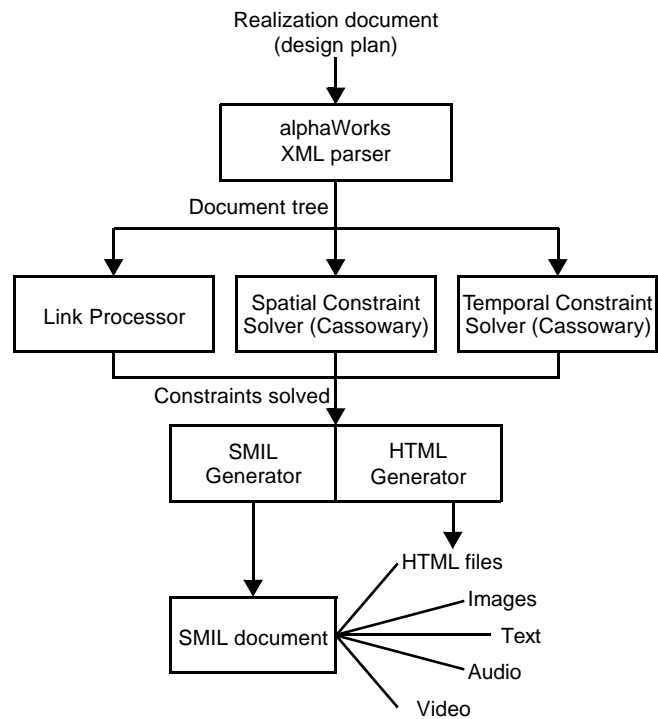 Realization document
(design plan)
alphaWorks
XML parser
Document tree
Link Processor
Spatial Constraint
Solver (Cassowary)
Temporal Constraint
Solver (Cassowary)
Constraints solved
SMIL
Generator
HTML
Generator
HTML files
Images
SMIL document
Text
Audio
Video